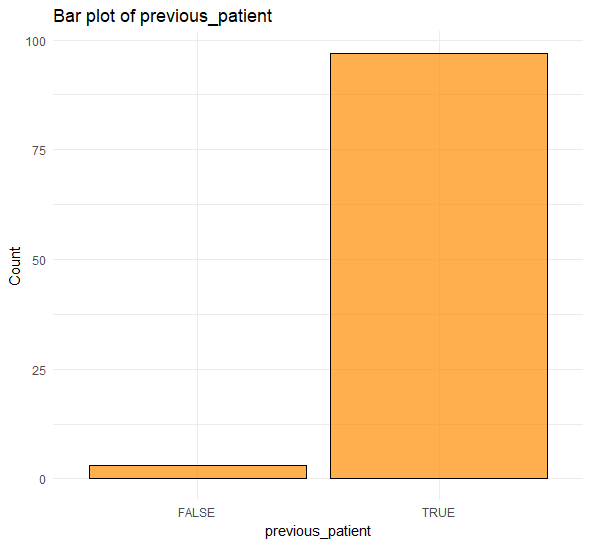 Bar plot of previous_patient
100
75
50
25
0
Count
FALSE TRUE
previous_patient